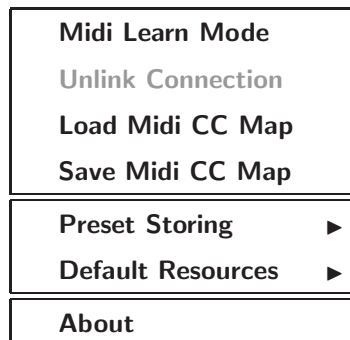 Midi Learn Mode
Unlink Connection
Load Midi CC Map
Save Midi CC Map
Preset Storing
Default Resources
About